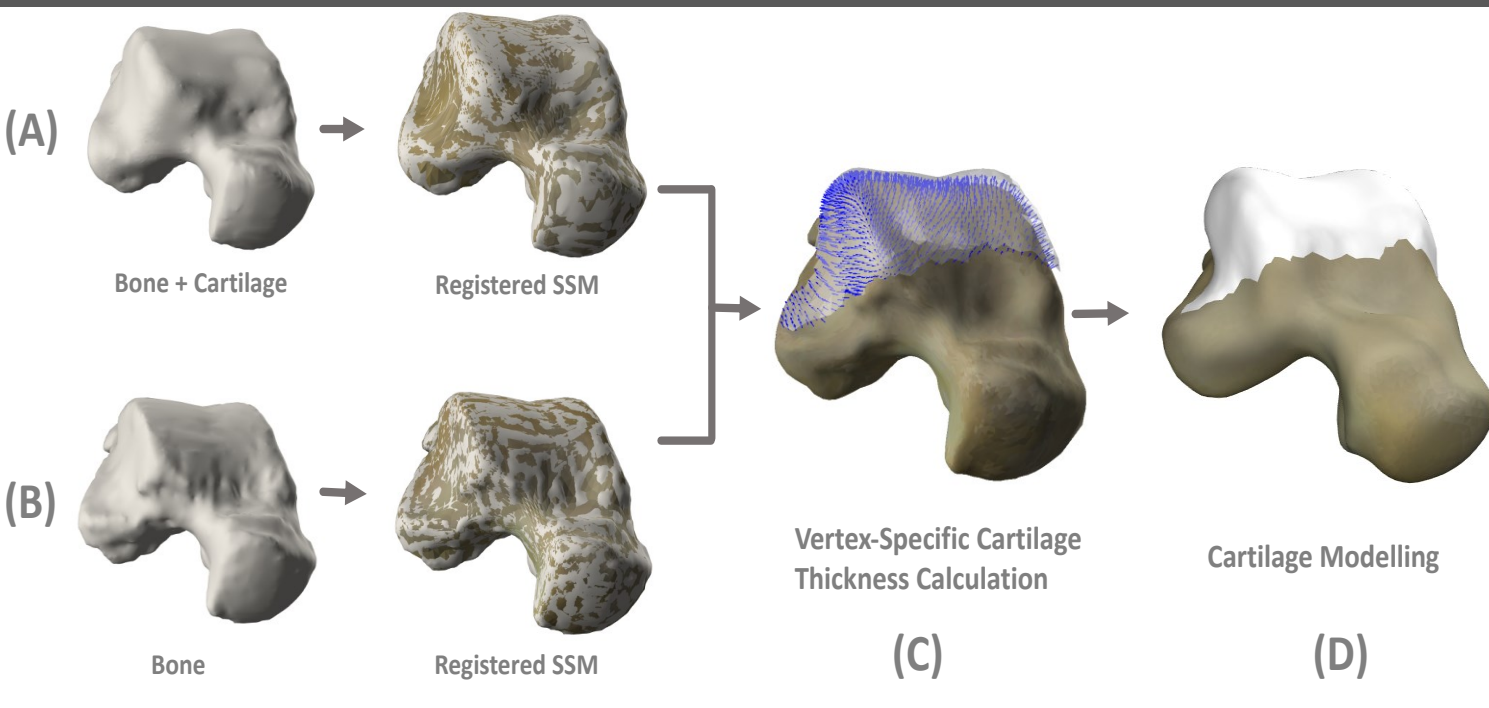 (A)
Bone + Cartilage
Registered SSM
(B)
Bone
Registered SSM
Vertex-Specific Cartilage
Thickness Calculation
(C)
Cartilage Modelling
(D)